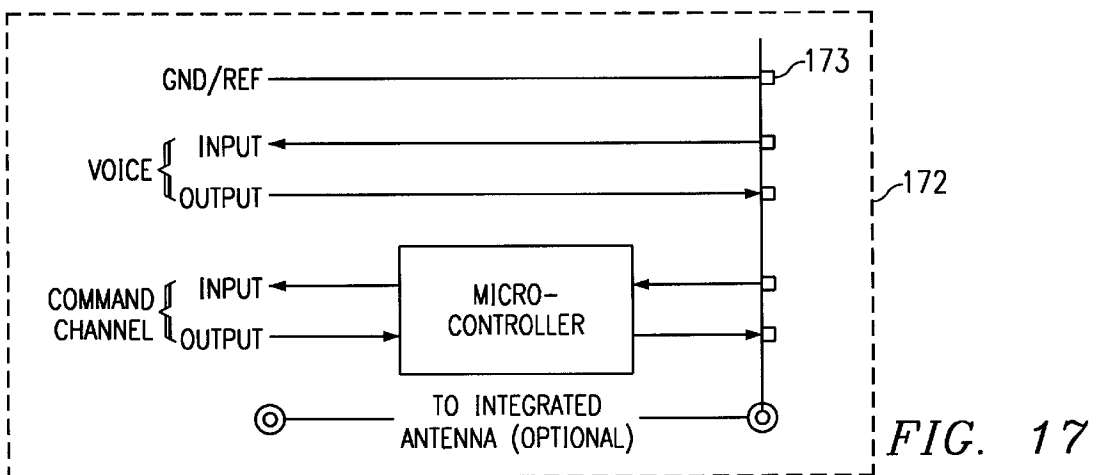 GND/REF
173
VOICE
INPUT
OUTPUT
172
COMMAND
CHANNEL
INPUT
OUTPUT
MICRO-
CONTROLLER
TO INTEGRATED
ANTENNA (OPTIONAL)
FIG. 17